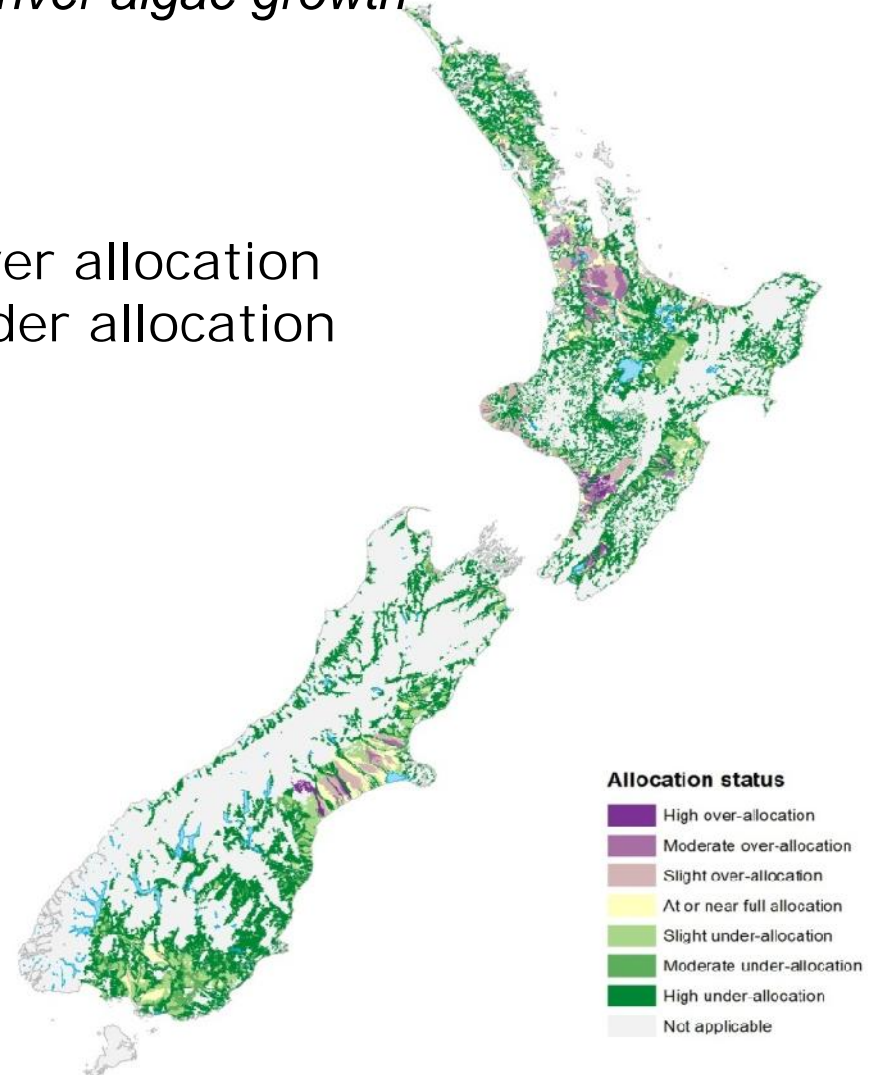 river algae growth
ver allocation
der allocation
Allocation status
High over-allocation
Moderate over-allocation
Slight over-allocation
At or near full allocation
Slight under-allocation
Moderate under-allocation
High under-allocation
Not applicable